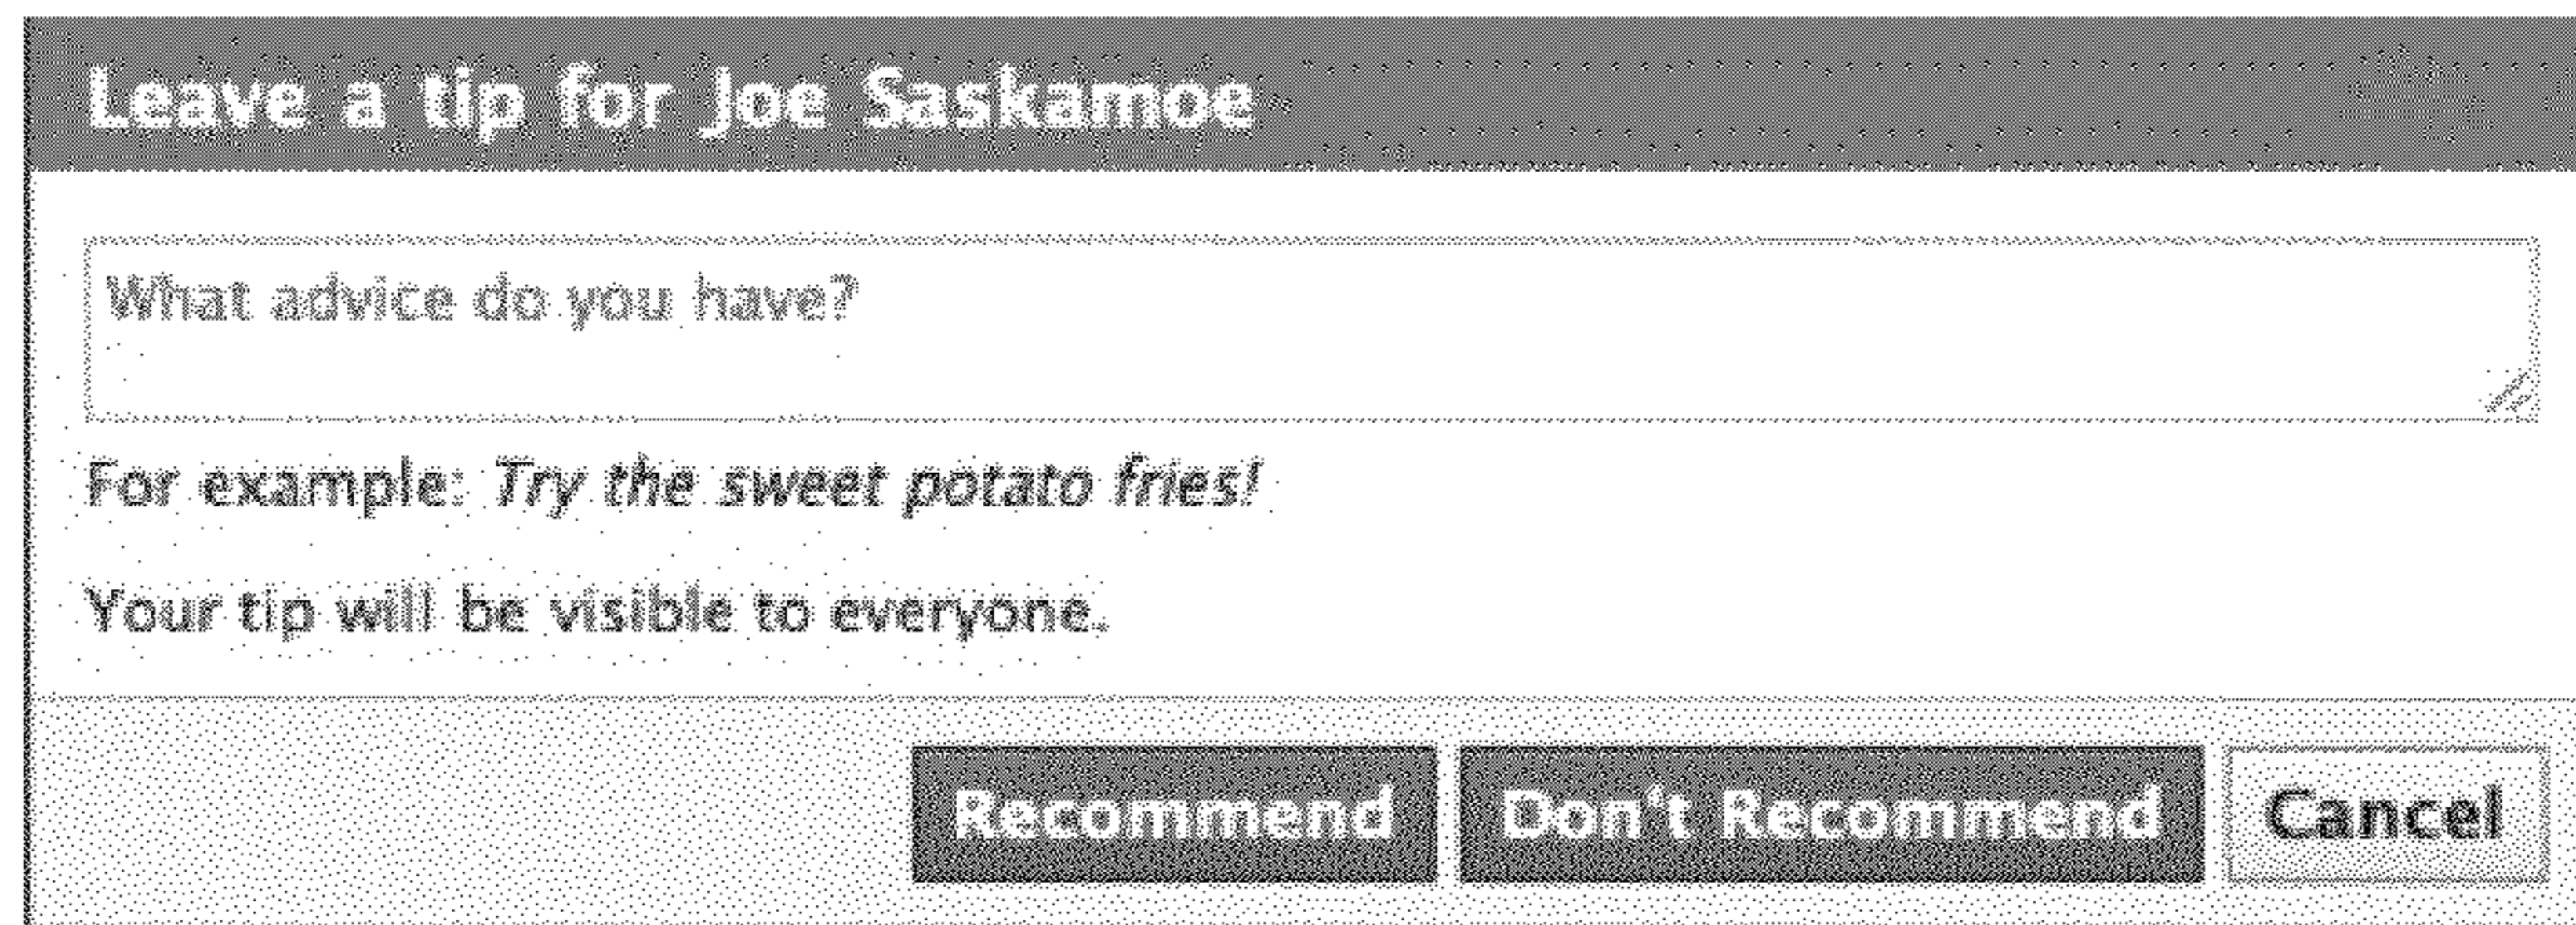 Leave a tip for Joe Saskamoe
What advice do you have?
For example: Try the sweet potato fries!
Your tip will be visible to everyone.
Recommend Don't Recommend Cancel